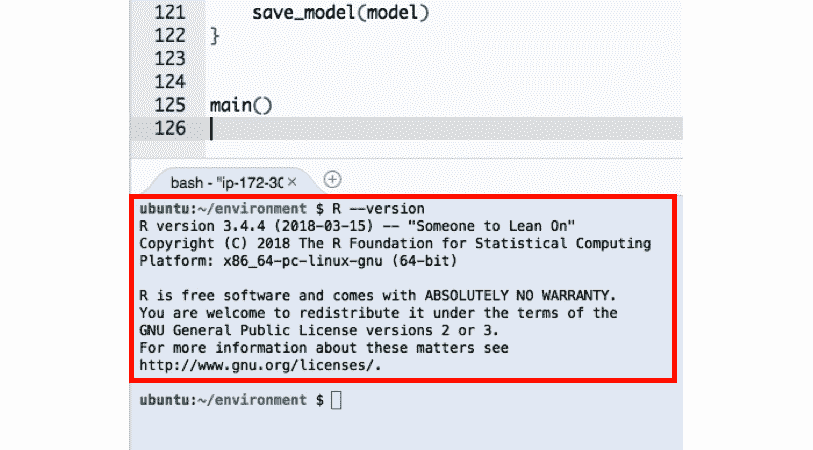 121 save_model(model)
122 }
123
124
125 main()
126
bash - "ip-172-30 ×
ubuntu:~/environment $ R --version
R version 3.4.4 (2018-03-15) -- "Someone to Lean On"
Copyright (C) 2018 The R Foundation for Statistical Computing
Platform: x86_64-pc-linux-gnu (64-bit)
R is free software and comes with ABSOLUTELY NO WARRANTY.
You are welcome to redistribute it under the terms of the
GNU General Public License versions 2 or 3.
For more information about these matters see
http://www.gnu.org/licenses/.
ubuntu:~/environment $